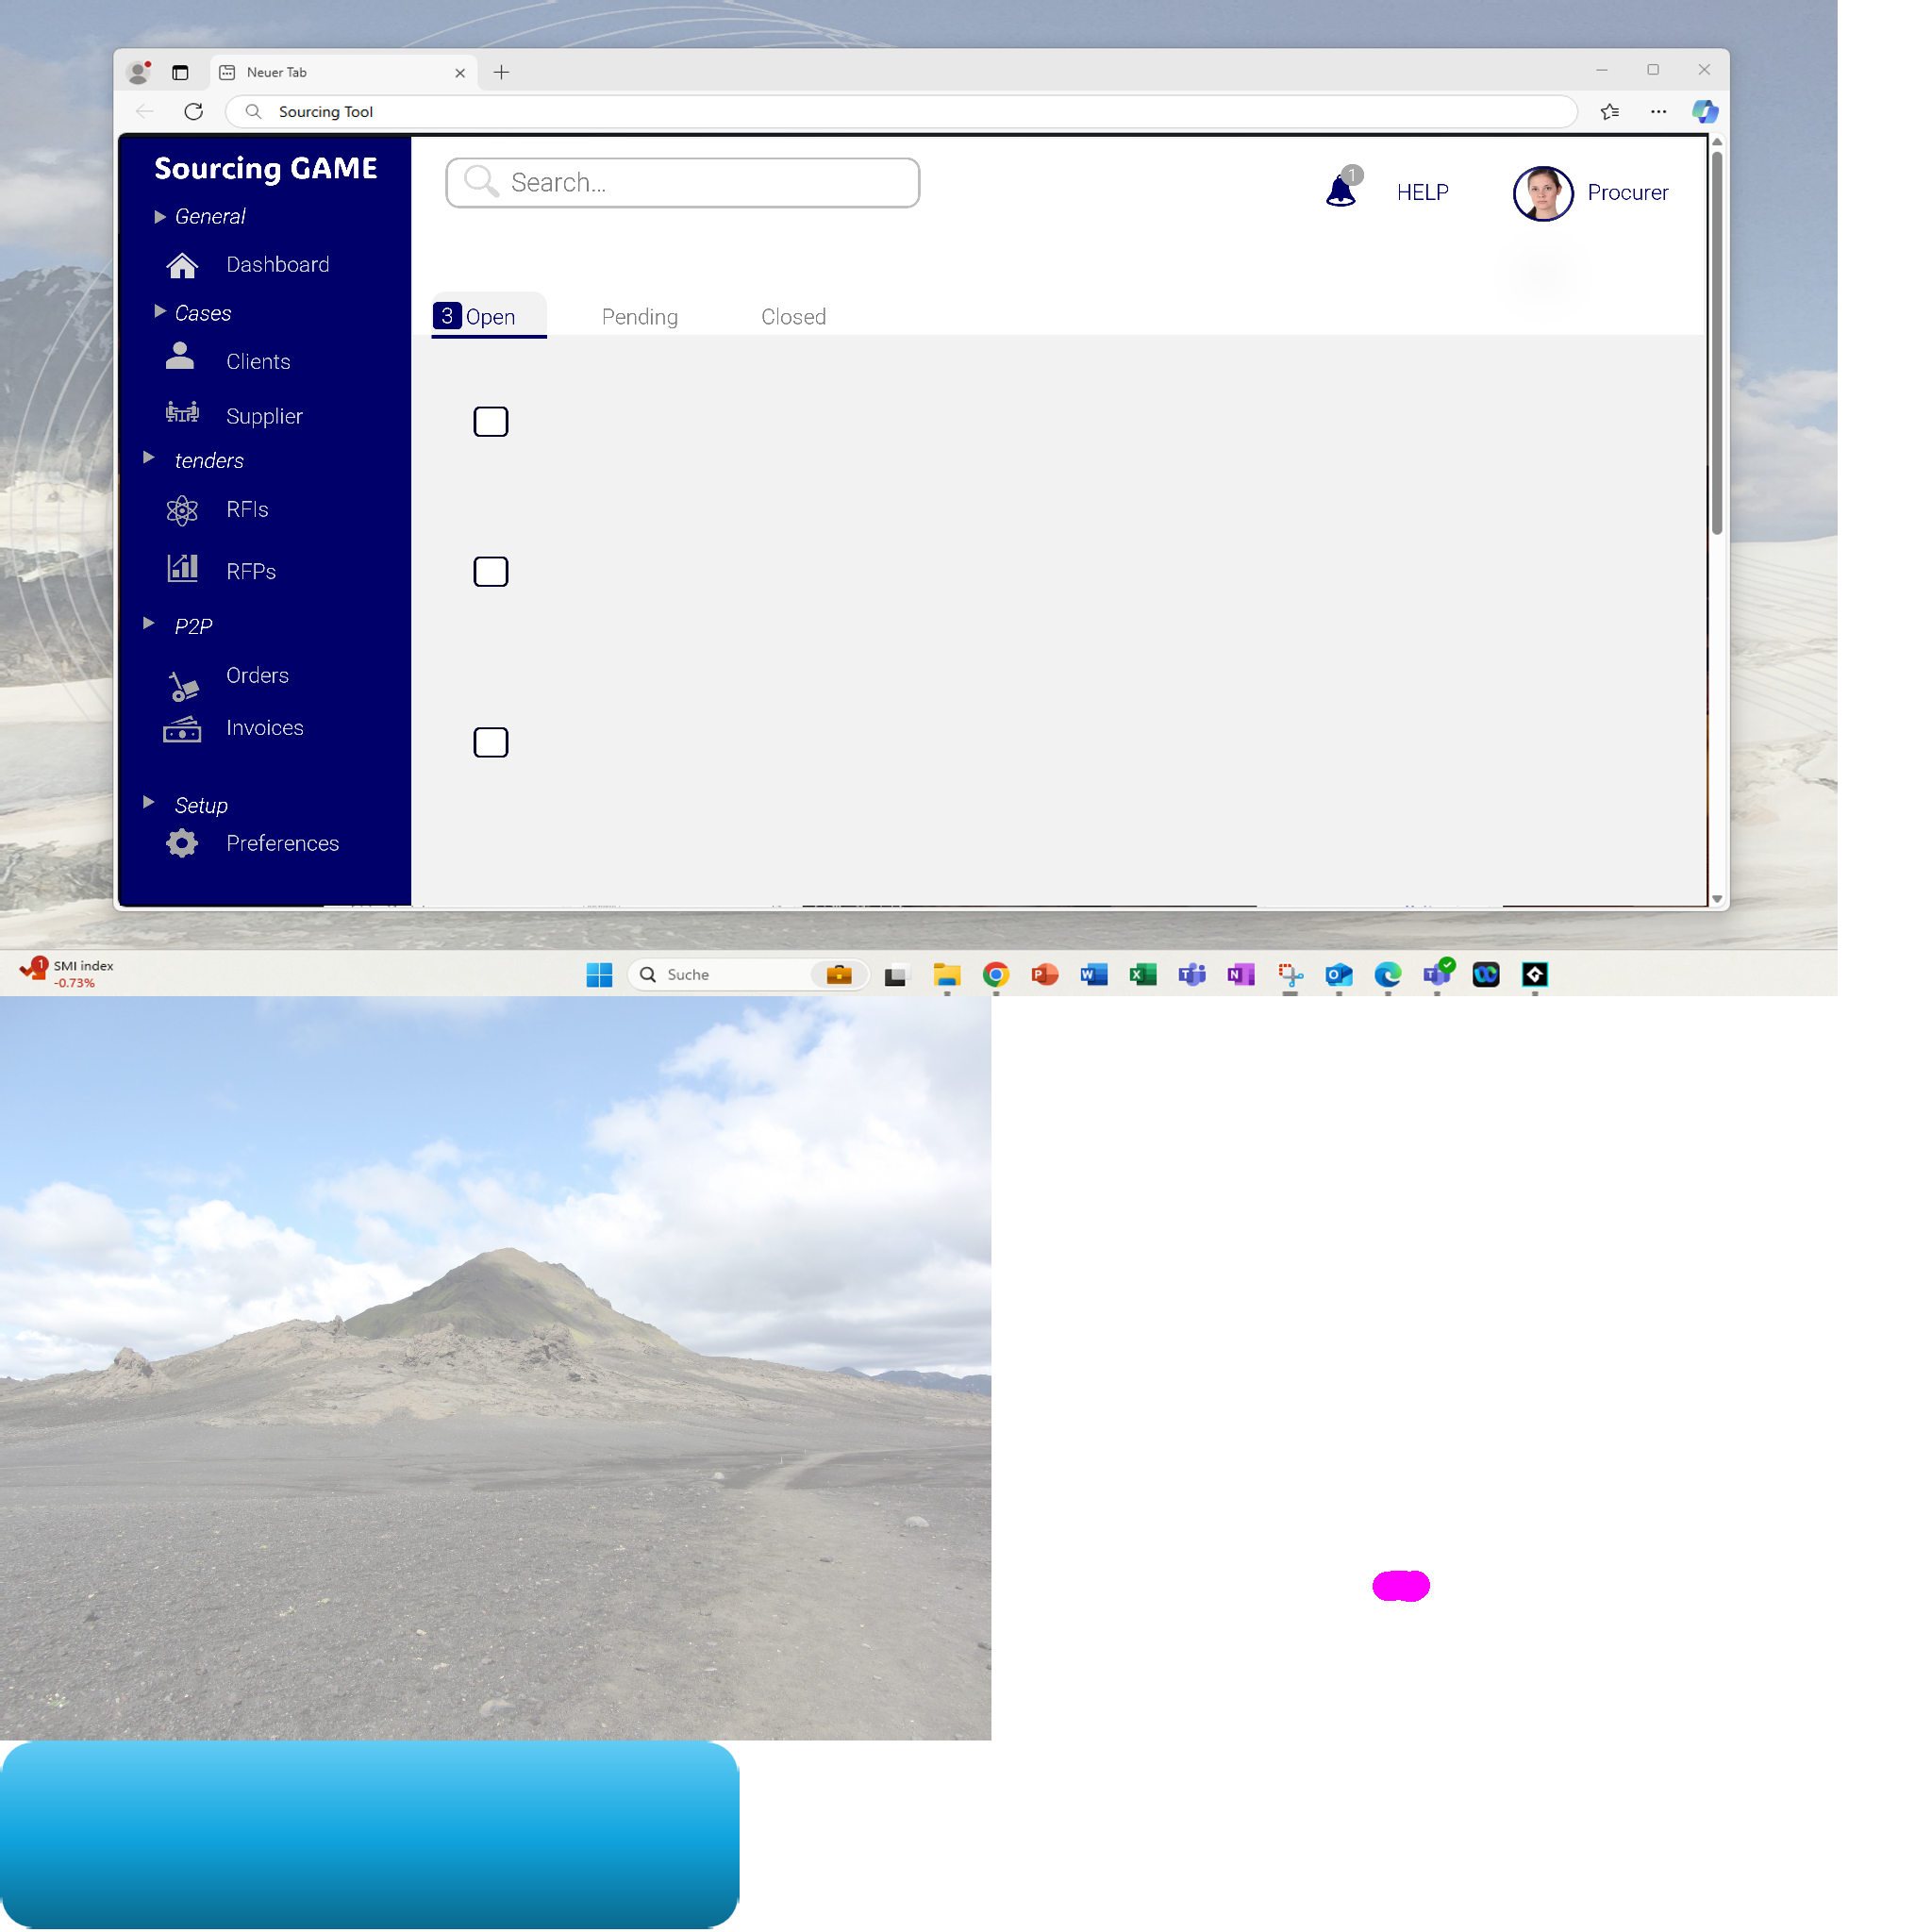 Neuer Tab
Sourcing Tool
Sourcing GAME
General
Dashboard
Cases
Clients
Supplier
tenders
RFIs
RFPs
P2P
Orders
Invoices
Setup
Preferences
Search...
1
HELP
Procurer
3 Open
Pending
Closed
1
SMI index
-0.73%
Suche
P
W
X
T
N
O
T